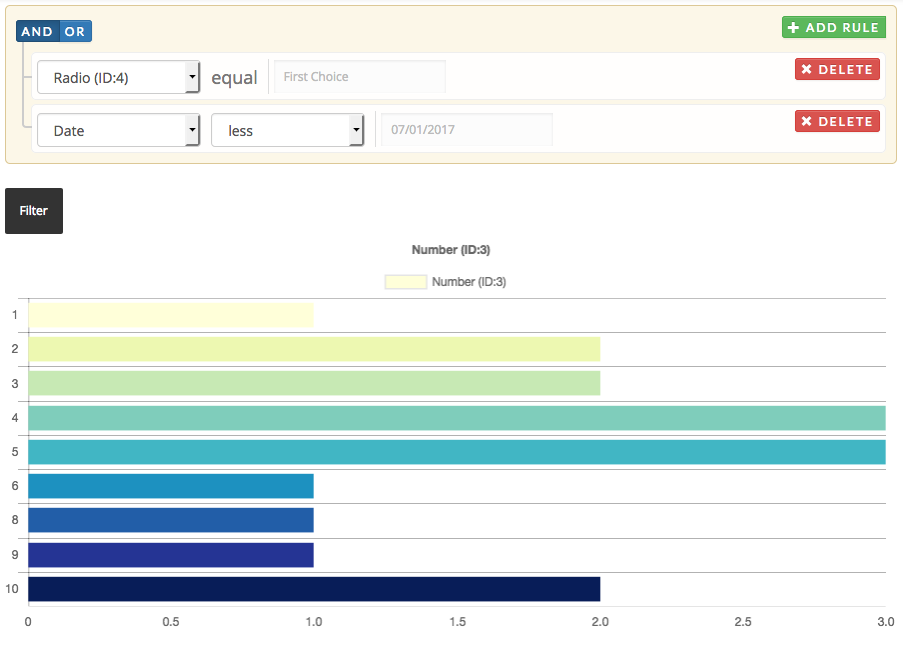 AND OR
+ ADD RULE
Radio (ID:4) equal First Choice
✖ DELETE
Date less 07/01/2017
✖ DELETE
Filter
Number (ID:3)
Number (ID:3)
1
2
3
4
5
6
8
9
10
0 0.5 1.0 1.5 2.0 2.5 3.0